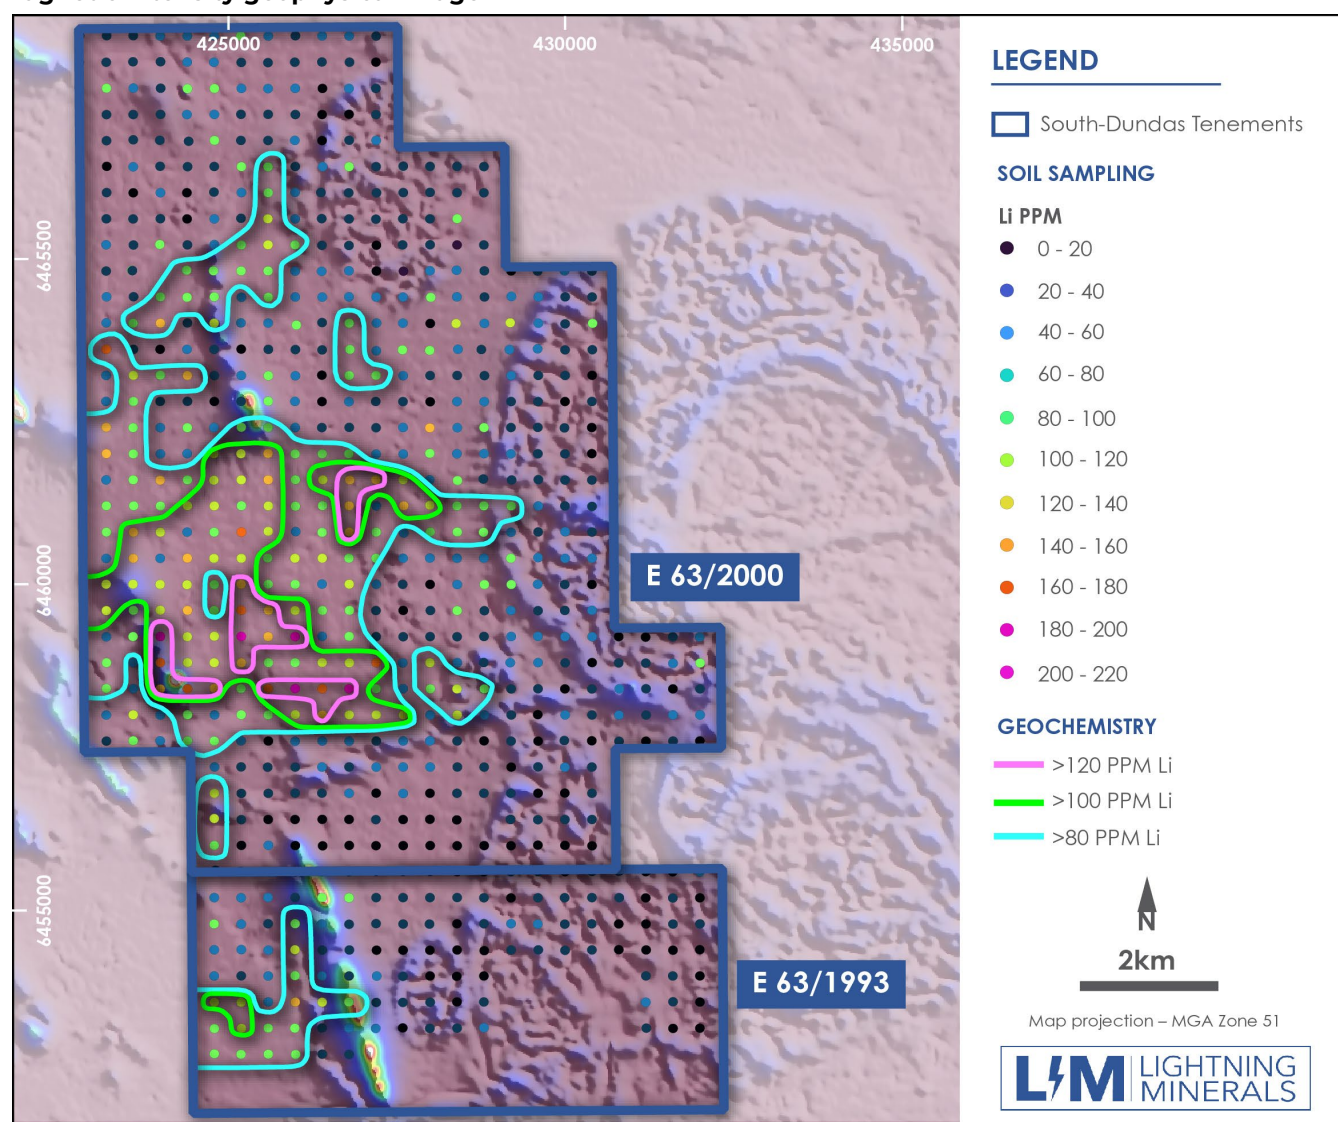 425000
430000
435000
6465500
6460000
6455000
E 63/2000
E 63/1993
LEGEND
South-Dundas Tenements
SOIL SAMPLING
Li PPM
0 - 20
20 - 40
40 - 60
60 - 80
80 - 100
100 - 120
120 - 140
140 - 160
160 - 180
180 - 200
200 - 220
GEOCHEMISTRY
>120 PPM Li
>100 PPM Li
>80 PPM Li
N
2km
Map projection – MGA Zone 51
LM LIGHTNING
MINERALS